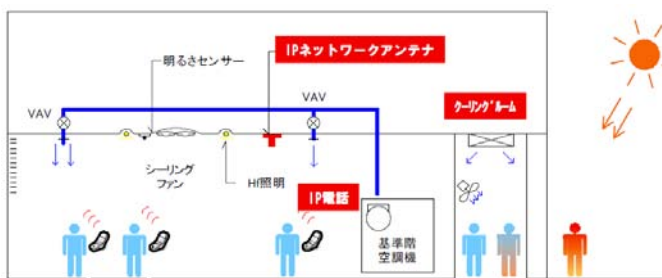 IPネットワークアンテナ
明るさセンサー
VAV
VAV
クーリングルーム
シーリング
ファン
Hf照明
IP電話
基準階
空調機